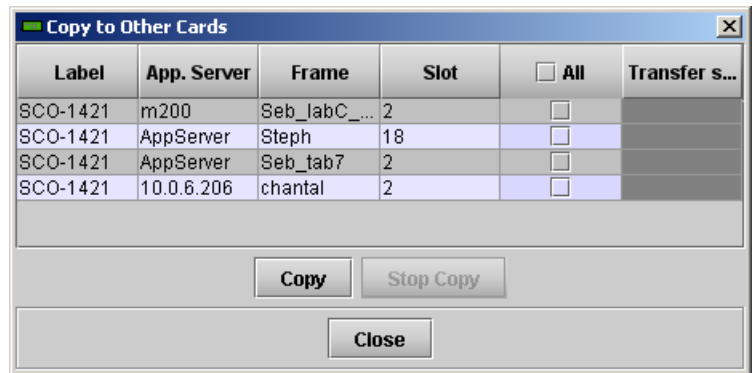 Copy to Other Cards
Label App. Server Frame Slot All Transfer s...
SCO-1421 m200 Seb_labC_... 2
SCO-1421 AppServer Steph 18
SCO-1421 AppServer Seb_tab7 2
SCO-1421 10.0.6.206 chantal 2
Copy Stop Copy
Close